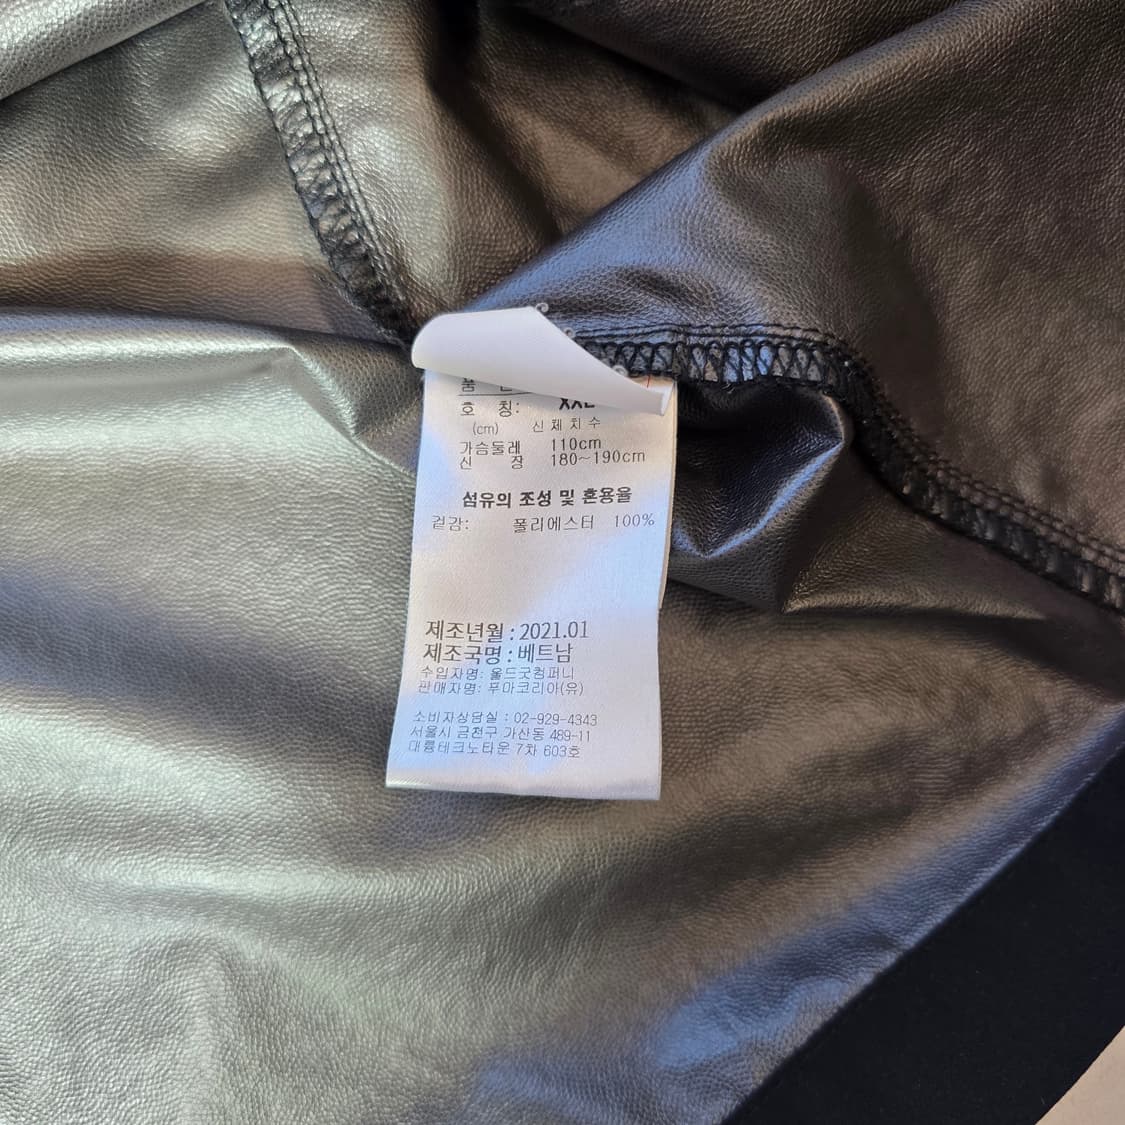 호 칭: XXL
(cm) 신체치수
가슴둘레 110cm
신 장 180~190cm
섬유의 조성 및 혼용율
겉감: 폴리에스터 100%
제조년월 : 2021.01
제조국명 : 베트남
수입자명: 올드굿컴퍼니
판매자명: 푸마코리아(유)
소비자상담실 : 02-929-4343
서울시 금천구 가산동 489-11
대륭테크노타운 7차 603호